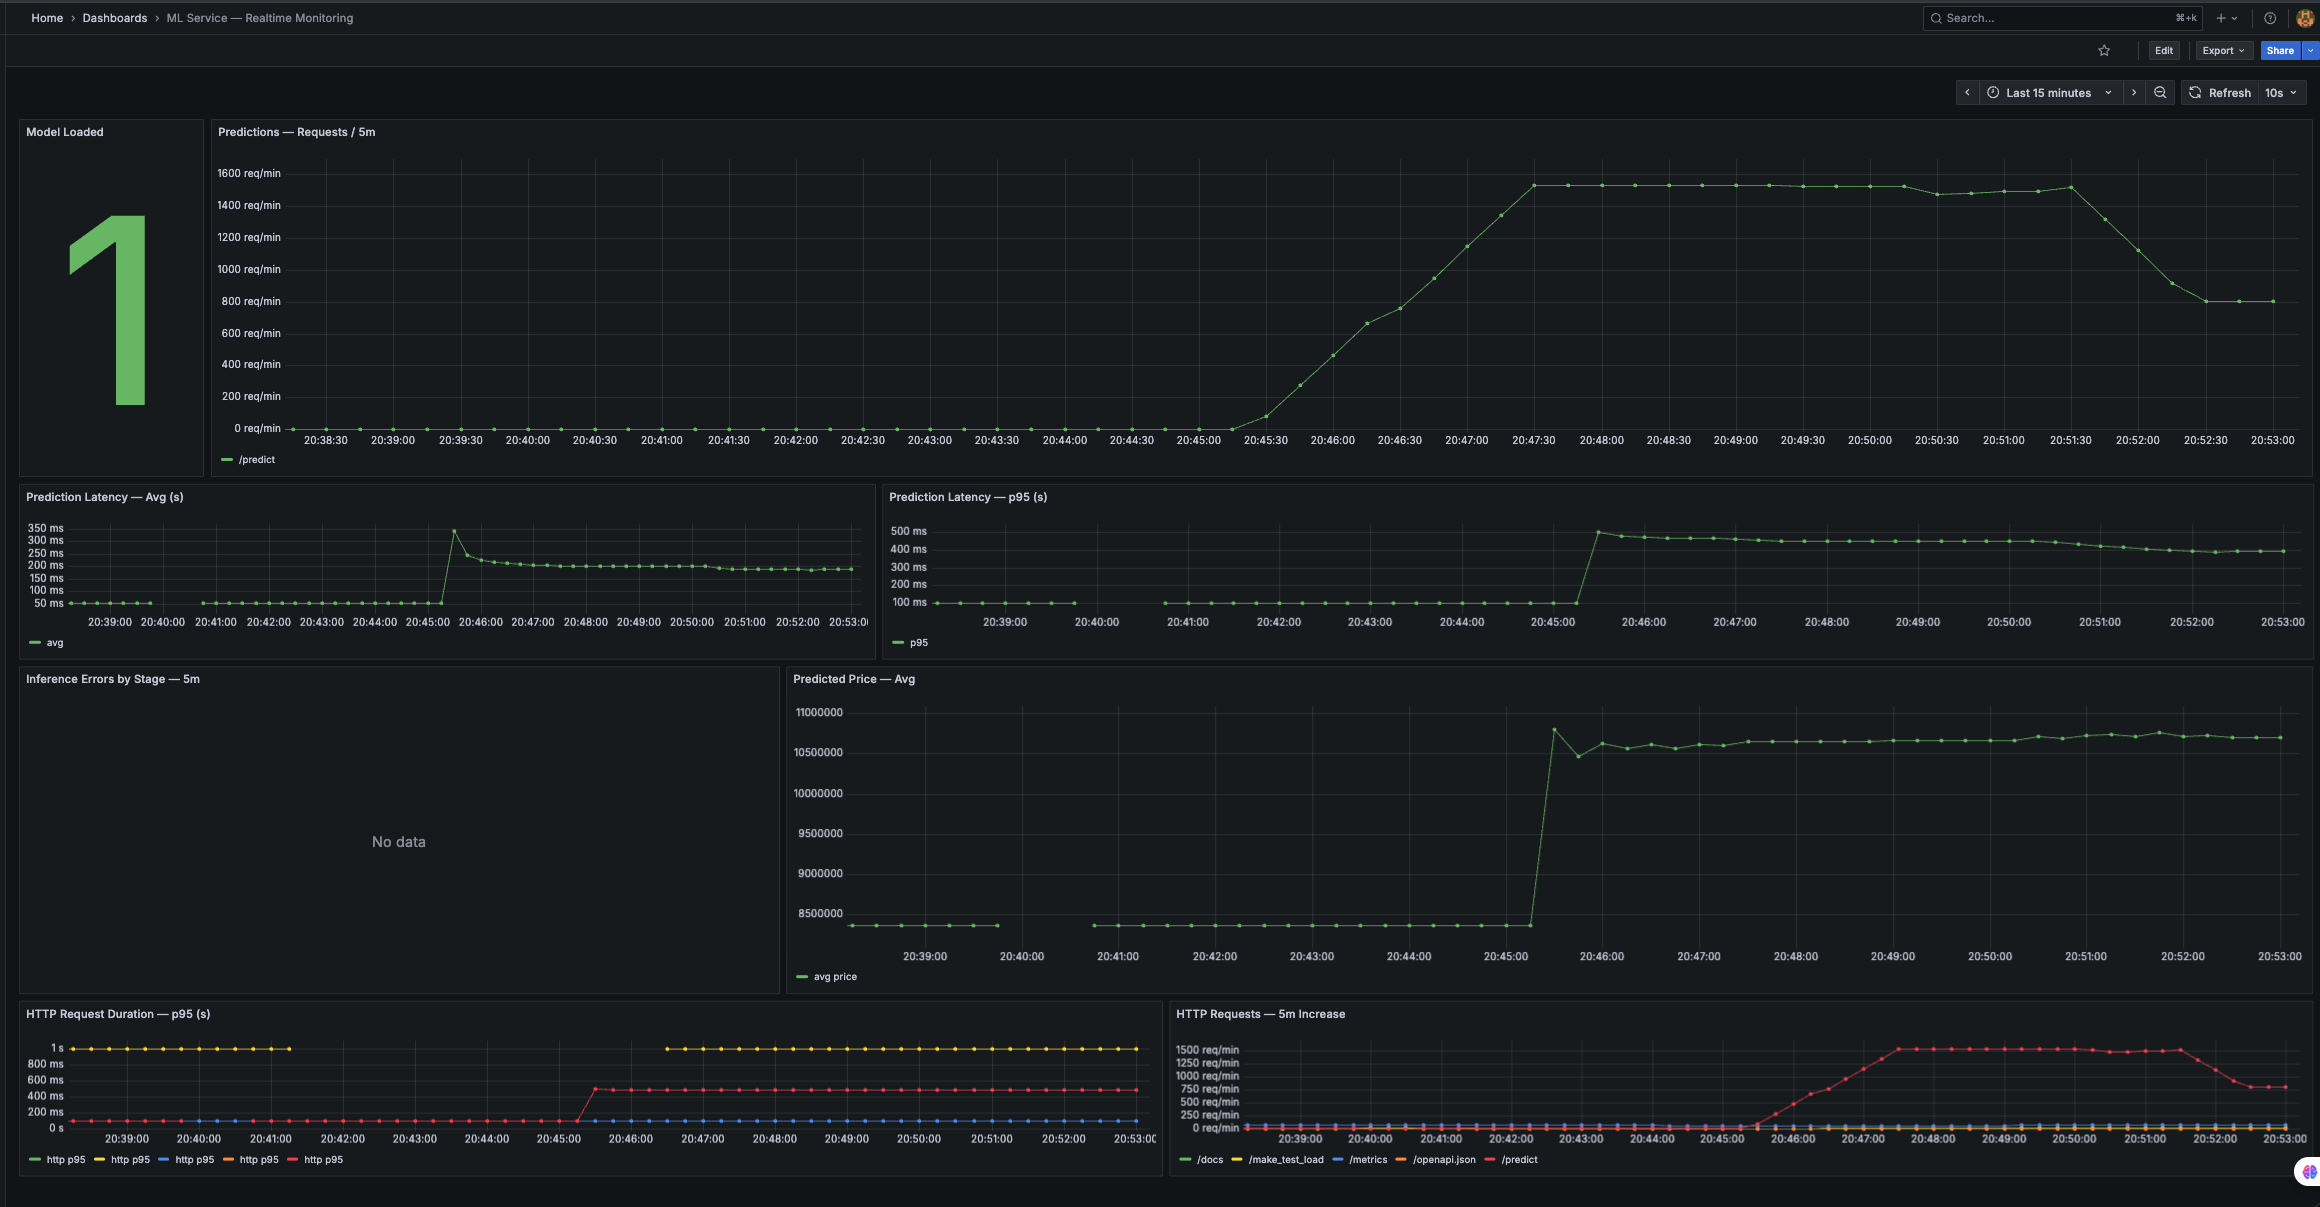 Home › Dashboards › ML Service — Realtime Monitoring
Search... ⌘+k
Edit Export Share
Last 15 minutes Refresh 10s
Model Loaded
1
Predictions — Requests / 5m
1600 req/min
1400 req/min
1200 req/min
1000 req/min
800 req/min
600 req/min
400 req/min
200 req/min
0 req/min
20:38:30 20:39:00 20:39:30 20:40:00 20:40:30 20:41:00 20:41:30 20:42:00 20:42:30 20:43:00 20:43:30 20:44:00 20:44:30 20:45:00 20:45:30 20:46:00 20:46:30 20:47:00 20:47:30 20:48:00 20:48:30 20:49:00 20:49:30 20:50:00 20:50:30 20:51:00 20:51:30 20:52:00 20:52:30 20:53:00
/predict
Prediction Latency — Avg (s)
350 ms
300 ms
250 ms
200 ms
150 ms
100 ms
50 ms
20:39:00 20:40:00 20:41:00 20:42:00 20:43:00 20:44:00 20:45:00 20:46:00 20:47:00 20:48:00 20:49:00 20:50:00 20:51:00 20:52:00 20:53:0
avg
Prediction Latency — p95 (s)
500 ms
400 ms
300 ms
200 ms
100 ms
20:39:00 20:40:00 20:41:00 20:42:00 20:43:00 20:44:00 20:45:00 20:46:00 20:47:00 20:48:00 20:49:00 20:50:00 20:51:00 20:52:00 20:53:00
p95
Inference Errors by Stage — 5m
No data
Predicted Price — Avg
11000000
10500000
10000000
9500000
9000000
8500000
20:39:00 20:40:00 20:41:00 20:42:00 20:43:00 20:44:00 20:45:00 20:46:00 20:47:00 20:48:00 20:49:00 20:50:00 20:51:00 20:52:00 20:53:00
avg price
HTTP Request Duration — p95 (s)
1 s
800 ms
600 ms
400 ms
200 ms
0 s
20:39:00 20:40:00 20:41:00 20:42:00 20:43:00 20:44:00 20:45:00 20:46:00 20:47:00 20:48:00 20:49:00 20:50:00 20:51:00 20:52:00 20:53:00
http p95 http p95 http p95 http p95 http p95
HTTP Requests — 5m Increase
1500 req/min
1250 req/min
1000 req/min
750 req/min
500 req/min
250 req/min
0 req/min
20:39:00 20:40:00 20:41:00 20:42:00 20:43:00 20:44:00 20:45:00 20:46:00 20:47:00 20:48:00 20:49:00 20:50:00 20:51:00 20:52:00 20:53:00
/docs /make_test_load /metrics /openapi.json /predict